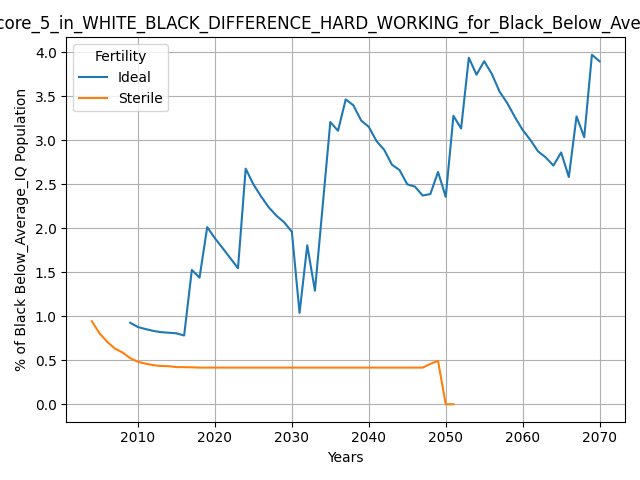 core_5_in_WHITE_BLACK_DIFFERENCE_HARD_WORKING_for_Black_Below_Ave
Fertility
Ideal
Sterile
% of Black Below_Average_IQ Population
4.0
3.5
3.0
2.5
2.0
1.5
1.0
0.5
0.0
2010 2020 2030 2040 2050 2060 2070
Years